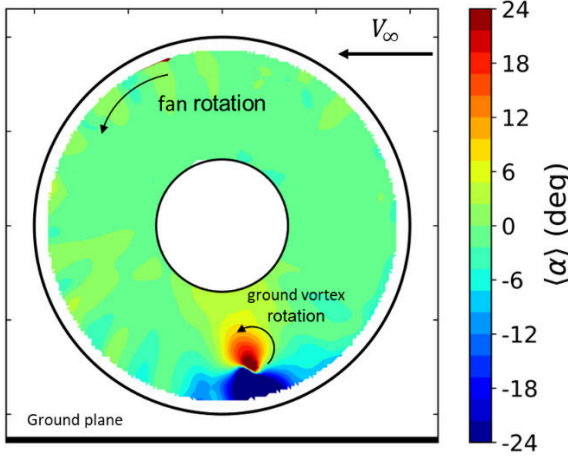 V∞
fan rotation
ground vortex
rotation
Ground plane
24
18
12
6
0
-6
-12
-18
-24
⟨α⟩ (deg)